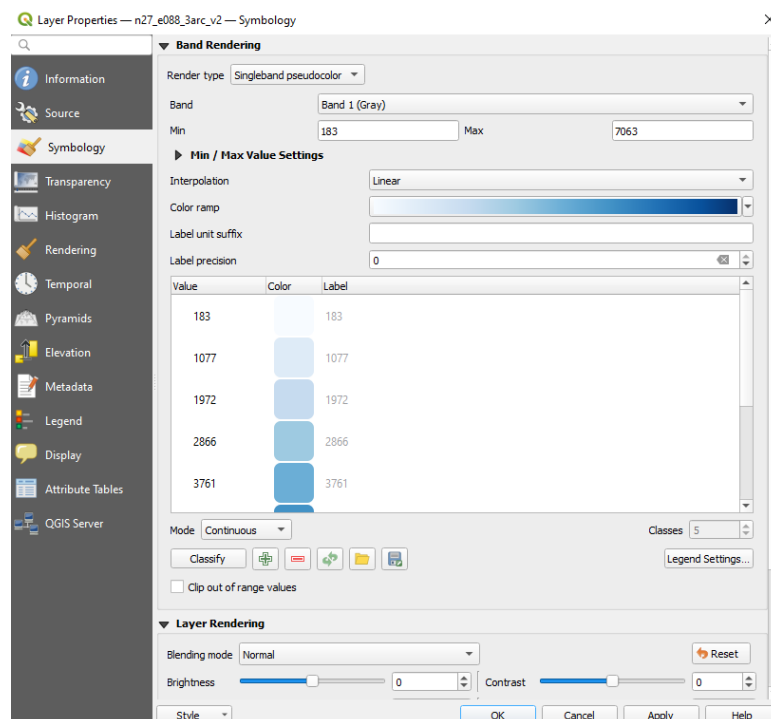 Layer Properties — n27_e088_3arc_v2 — Symbology
Information
Source
Symbology
Transparency
Histogram
Rendering
Temporal
Pyramids
Elevation
Metadata
Legend
Display
Attribute Tables
QGIS Server
Band Rendering
Render type Singleband pseudocolor
Band Band 1 (Gray)
Min 183 Max 7063
Min / Max Value Settings
Interpolation Linear
Color ramp
Label unit suffix
Label precision 0
Value Color Label
183 183
1077 1077
1972 1972
2866 2866
3761 3761
Mode Continuous Classes 5
Classify Legend Settings...
Clip out of range values
Layer Rendering
Blending mode Normal Reset
Brightness 0 Contrast 0
Style OK Cancel Apply Help